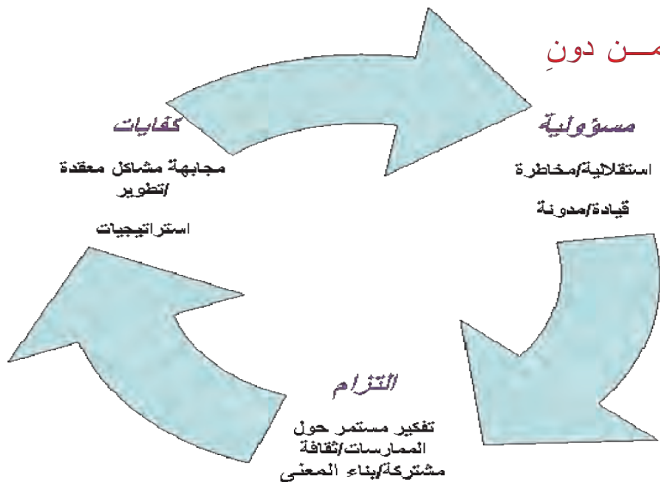 مـــن دونِ
مسؤولية
استقلالية/مخاطرة
قيادة/مدونة
كفايات
مجابهة مشاكل معقدة
/تطوير
استراتيجيات
التزام
تفكير مستمر حول
الممارسات/ثقافة
مشتركة/بناء المعنى